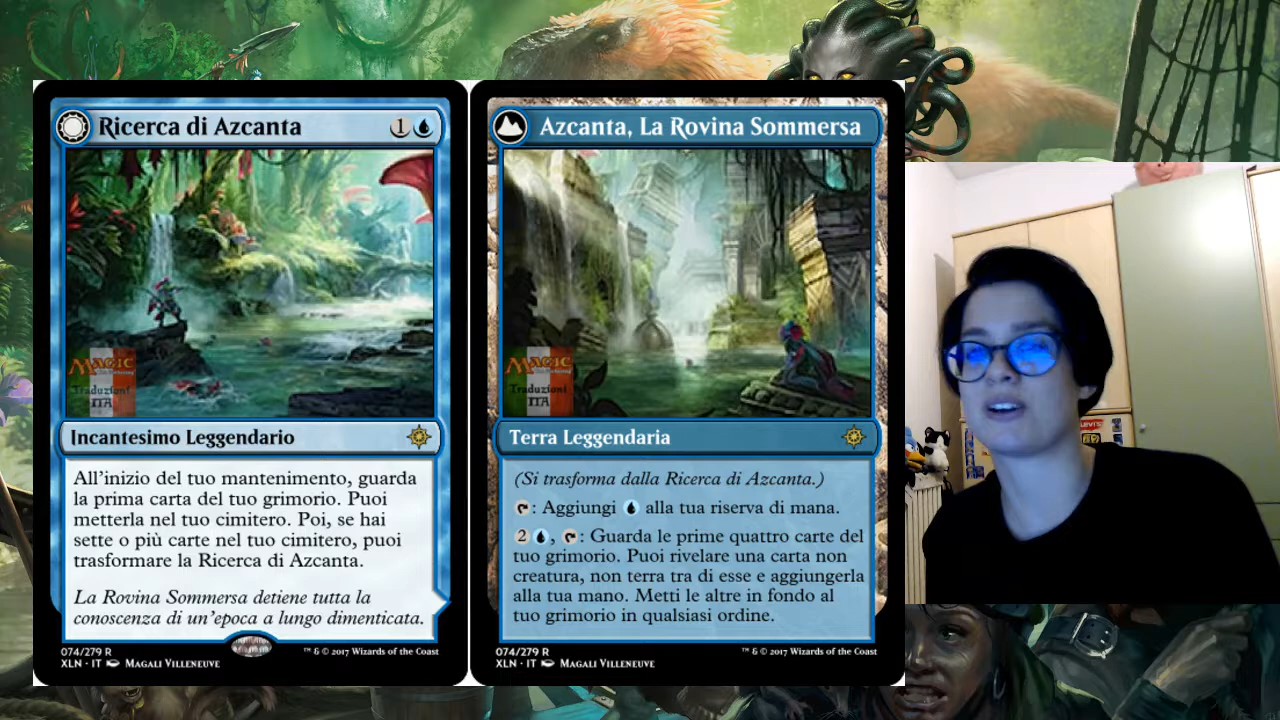 Ricerca di Azcanta
1
MAGIC
Traduzioni
ITA
Incantesimo Leggendario
All'inizio del tuo mantenimento, guarda
la prima carta del tuo grimorio. Puoi
metterla nel tuo cimitero. Poi, se hai
sette o più carte nel tuo cimitero, puoi
trasformare la Ricerca di Azcanta.
La Rovina Sommersa detiene tutta la
conoscenza di un'epoca a lungo dimenticata.
074/279 R
XLN • IT MAGALI VILLENEUVE
™ & © 2017 Wizards of the Coast
Azcanta, La Rovina Sommersa
MAGIC
Traduzioni
ITA
Terra Leggendaria
(Si trasforma dalla Ricerca di Azcanta.)
: Aggiungi alla tua riserva di mana.
2 , : Guarda le prime quattro carte del
tuo grimorio. Puoi rivelare una carta non
creatura, non terra tra di esse e aggiungerla
alla tua mano. Metti le altre in fondo al
tuo grimorio in qualsiasi ordine.
074/279 R
XLN • IT MAGALI VILLENEUVE
™ & © 2017 Wizards of the Coast
LEVI'S